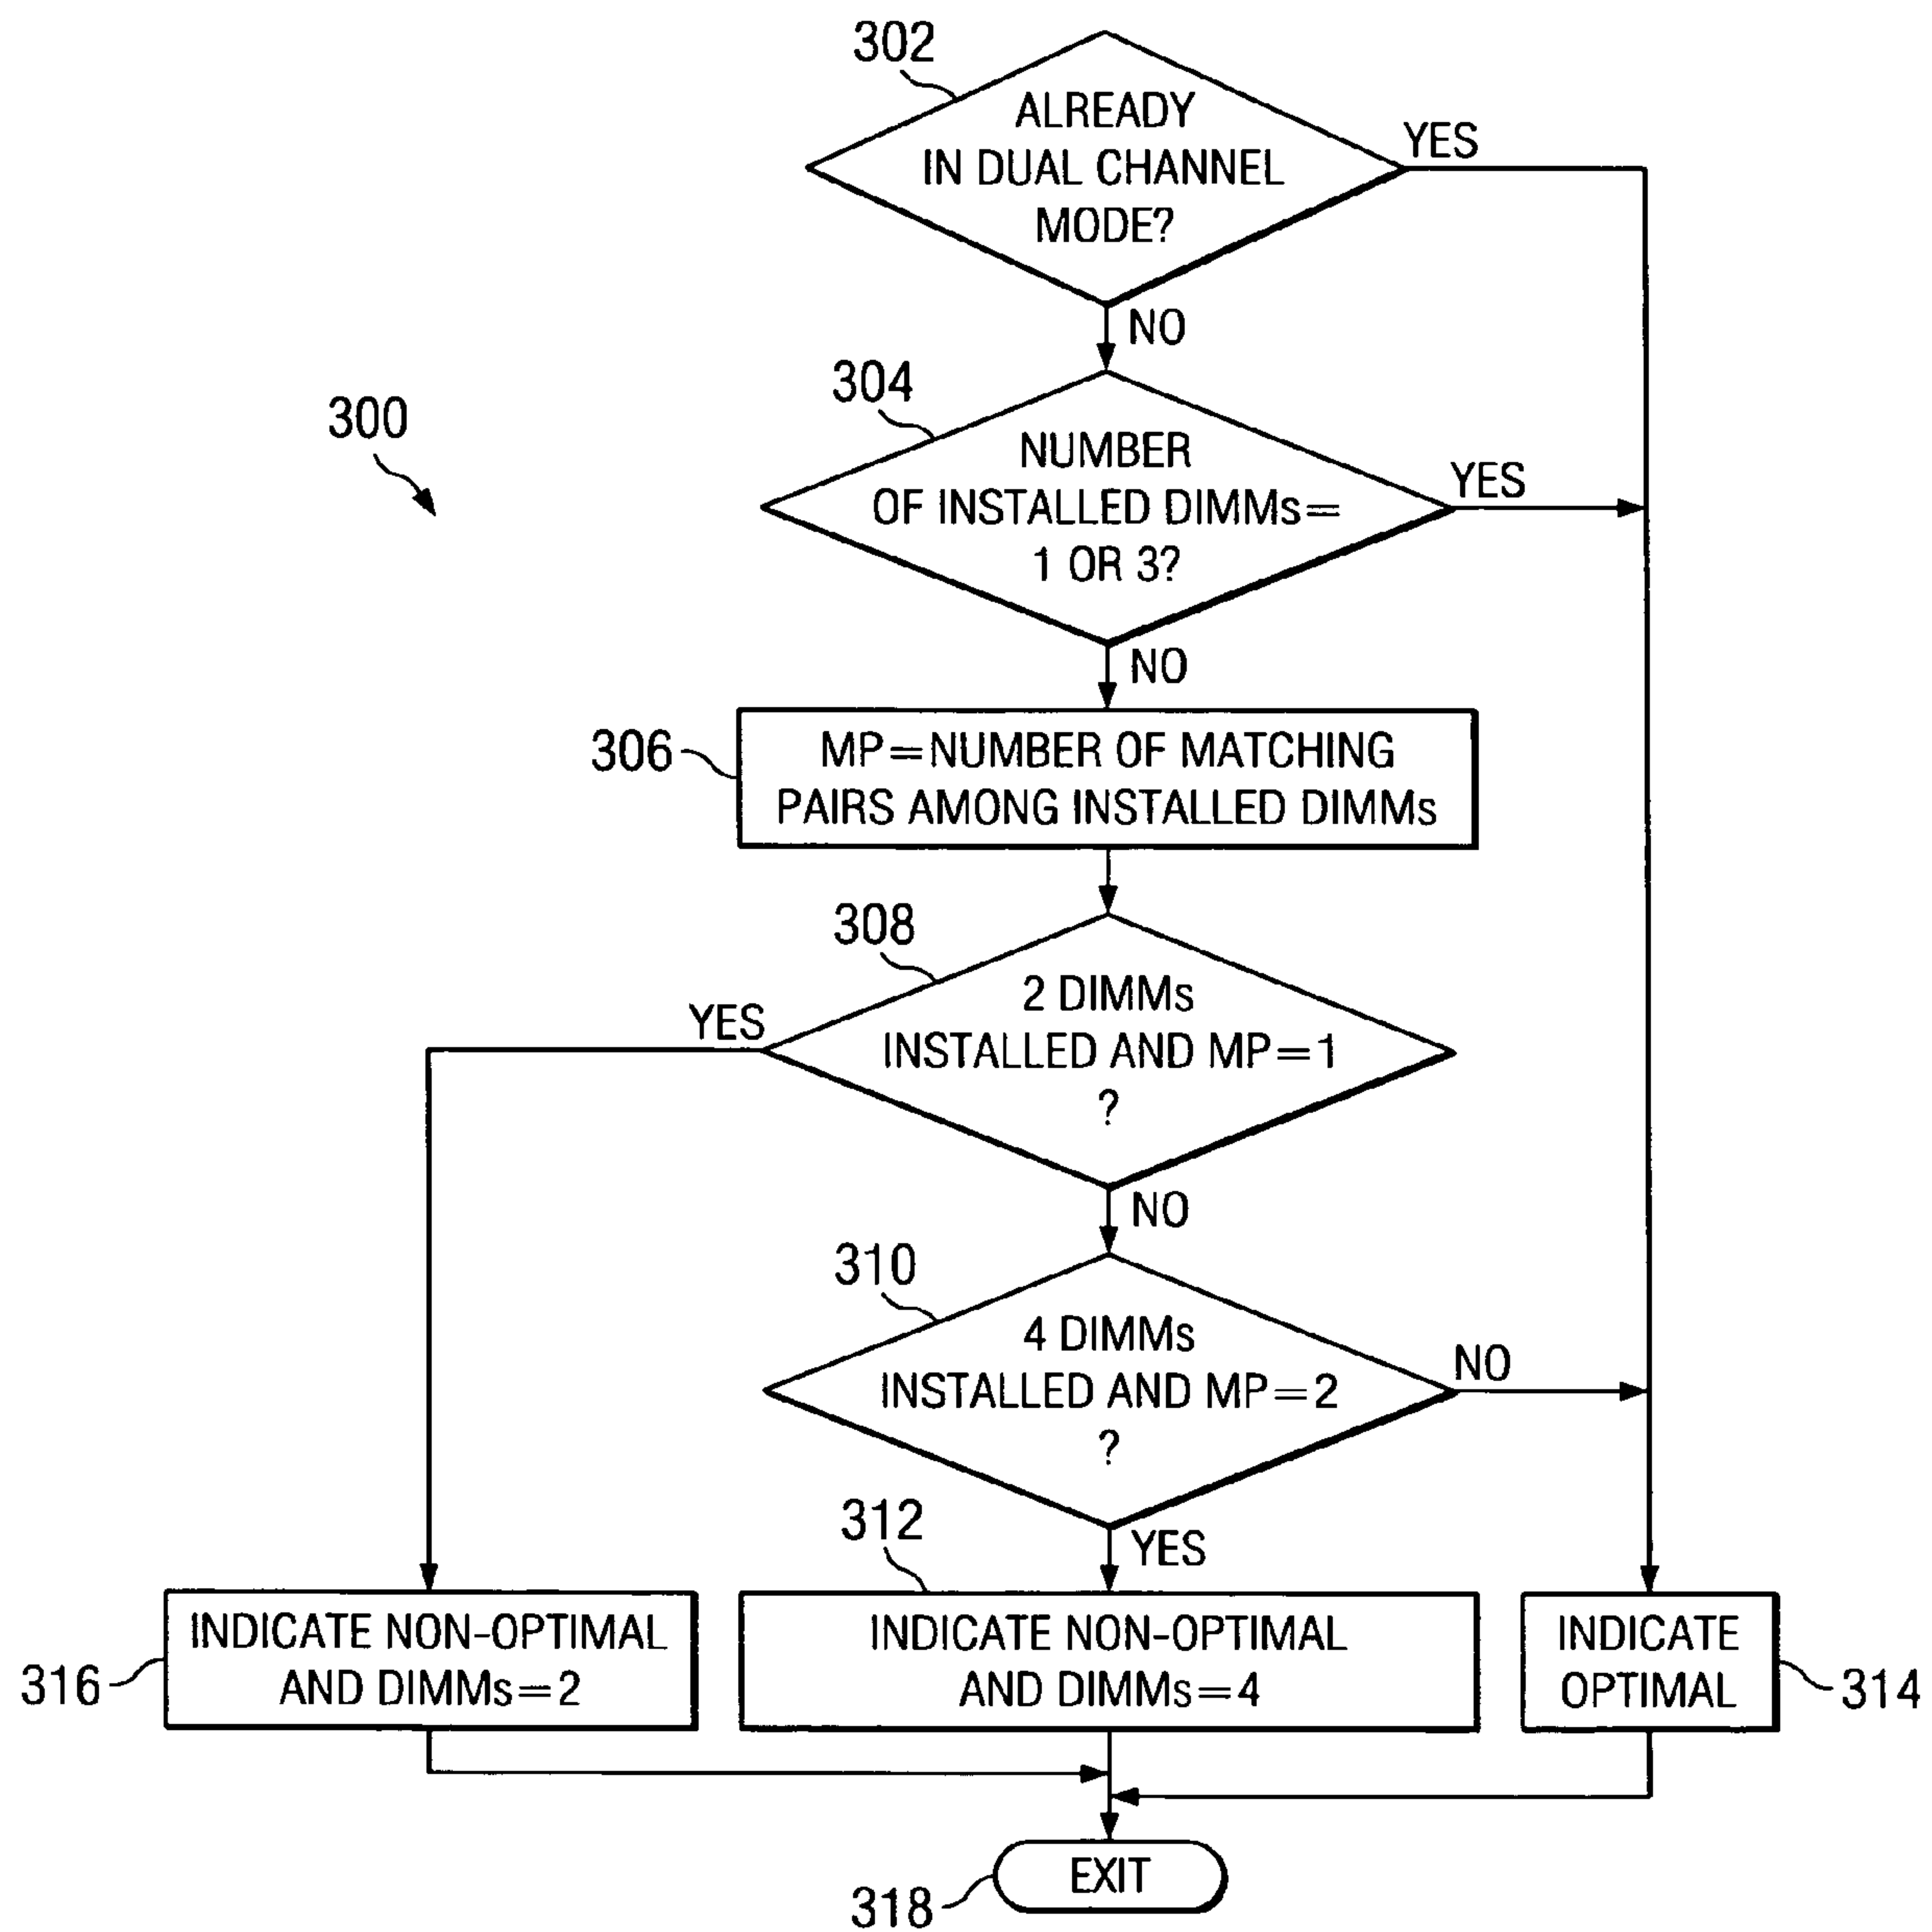 302
ALREADY
IN DUAL CHANNEL
MODE?
YES
NO
304
300
NUMBER
OF INSTALLED DIMMs=
1 OR 3?
YES
NO
306
MP=NUMBER OF MATCHING
PAIRS AMONG INSTALLED DIMMs
308
2 DIMMs
INSTALLED AND MP=1
?
YES
NO
310
4 DIMMs
INSTALLED AND MP=2
?
NO
312
YES
INDICATE NON-OPTIMAL
AND DIMMs=2
316
INDICATE NON-OPTIMAL
AND DIMMs=4
INDICATE
OPTIMAL
314
EXIT
318